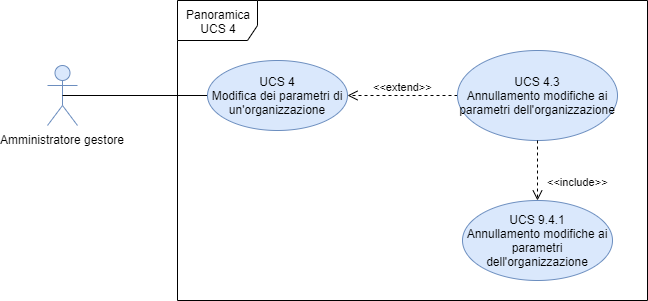 Panoramica
UCS 4
Amministratore gestore
UCS 4
Modifica dei parametri di
un'organizzazione
<<extend>>
UCS 4.3
Annullamento modifiche ai
parametri dell'organizzazione
<<include>>
UCS 9.4.1
Annullamento modifiche ai
parametri
dell'organizzazione